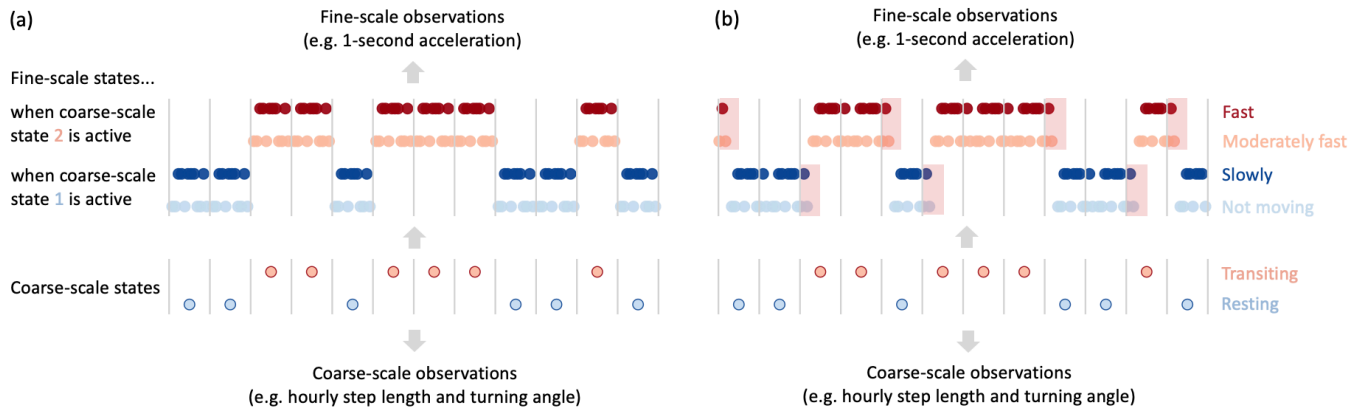 (a)
Fine-scale observations
(e.g. 1-second acceleration)
Fine-scale states...
when coarse-scale
state 2 is active
when coarse-scale
state 1 is active
Coarse-scale states
Coarse-scale observations
(e.g. hourly step length and turning angle)
(b)
Fine-scale observations
(e.g. 1-second acceleration)
Fast
Moderately fast
Slowly
Not moving
Transiting
Resting
Coarse-scale observations
(e.g. hourly step length and turning angle)